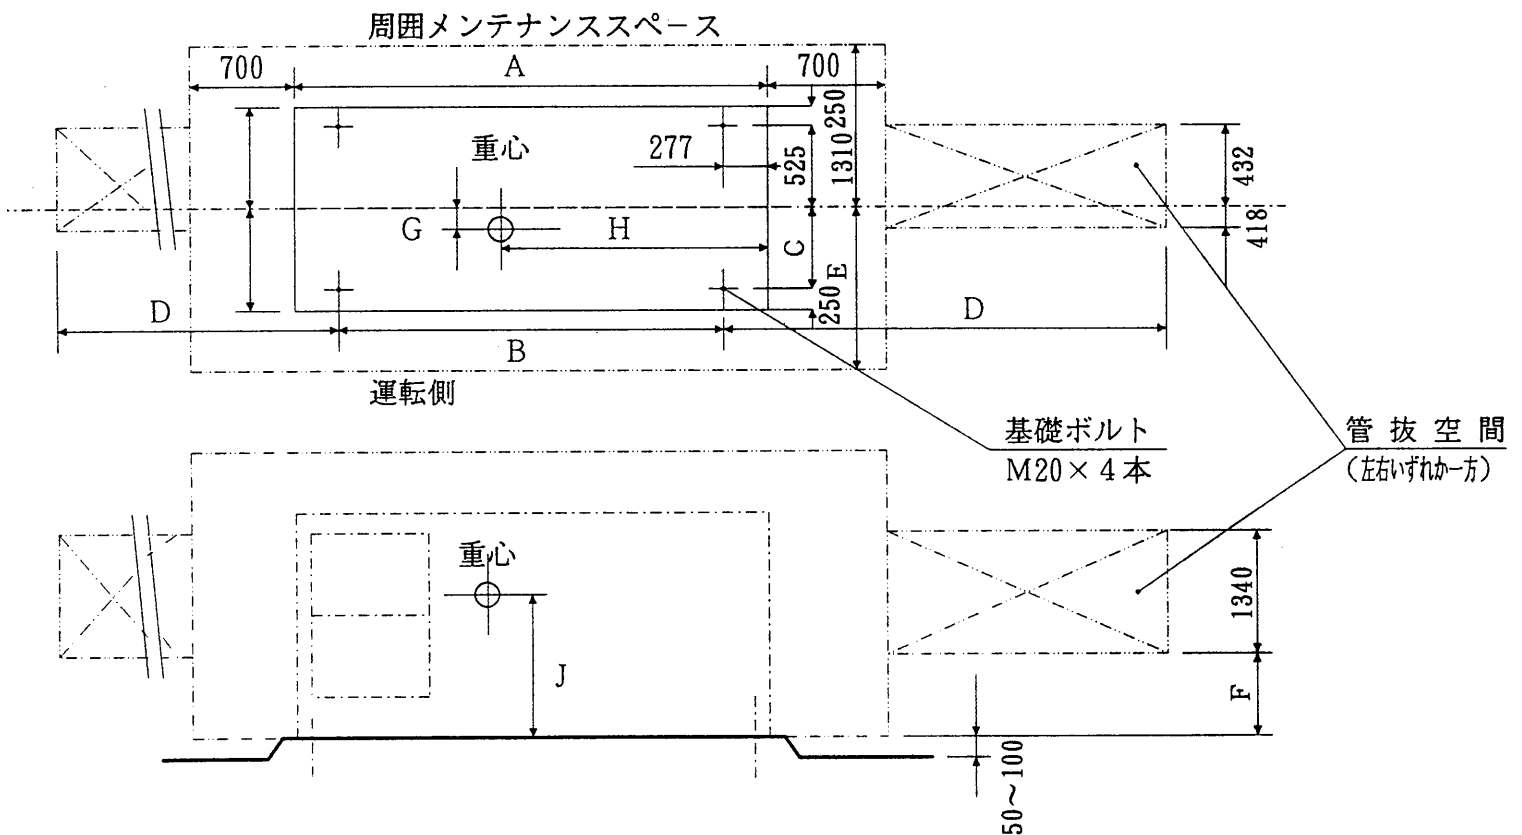 周囲メンテナンススペース
700
A
700
250
1310
重心
277
525
432
G
H
C
E
418
D
250
D
B
運転側
基礎ボルト
M20×4本
管抜空間
(左右いずれか一方)
重心
1340
J
F
50~100